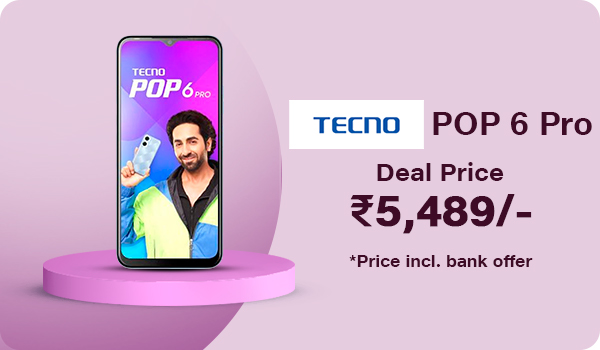 TECNO
POP 6 PRO
TECNO POP 6 Pro
Deal Price
₹5,489/-
*Price incl. bank offer